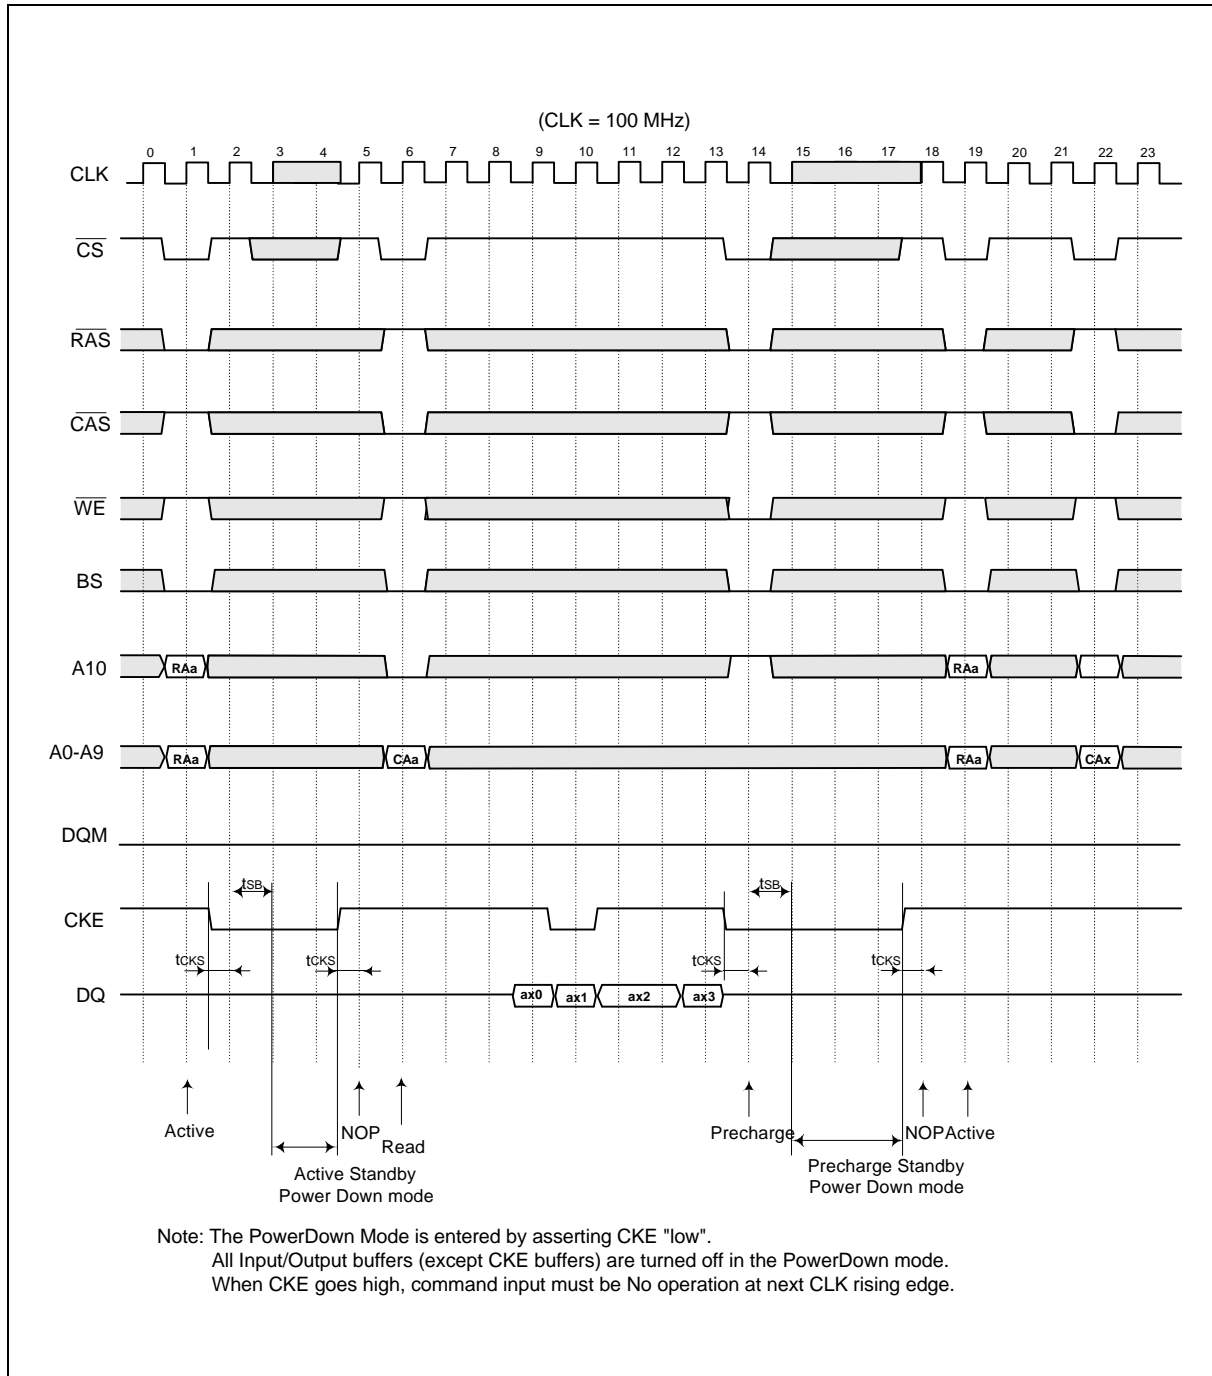 (CLK = 100 MHz)
0 1 2 3 4 5 6 7 8 9 10 11 12 13 14 15 16 17 18 19 20 21 22 23
CLK
CS
RAS
CAS
WE
BS
A10 RAa RAa
A0-A9 RAa CAa RAa CAx
DQM
tSB tSB
CKE
tCKS tCKS tCKS tCKS
DQ ax0 ax1 ax2 ax3
Active NOP Read Precharge NOP Active
Active Standby
Power Down mode
Precharge Standby
Power Down mode
Note: The PowerDown Mode is entered by asserting CKE "low".
All Input/Output buffers (except CKE buffers) are turned off in the PowerDown mode.
When CKE goes high, command input must be No operation at next CLK rising edge.